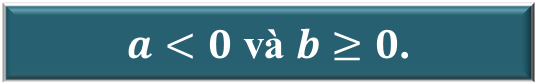 a < 0 và b ≥ 0.